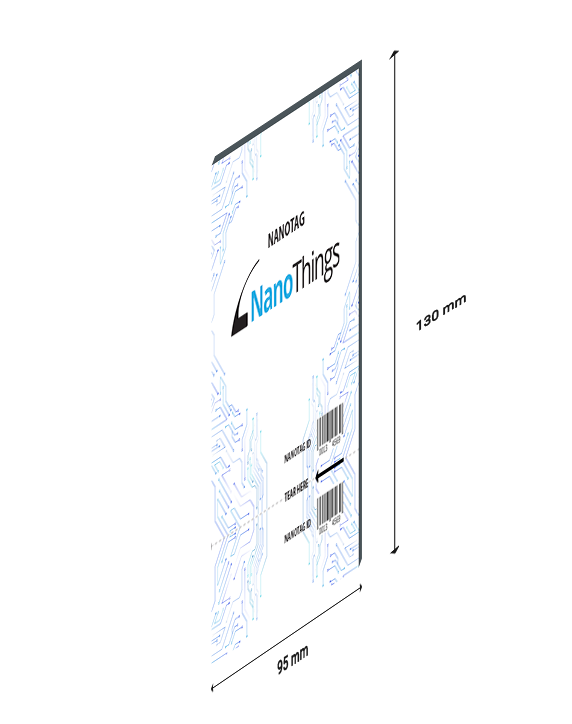 NANOTAG
NanoThings
130 mm
NANOTAG ID
TEAR HERE
NANOTAG ID
95 mm